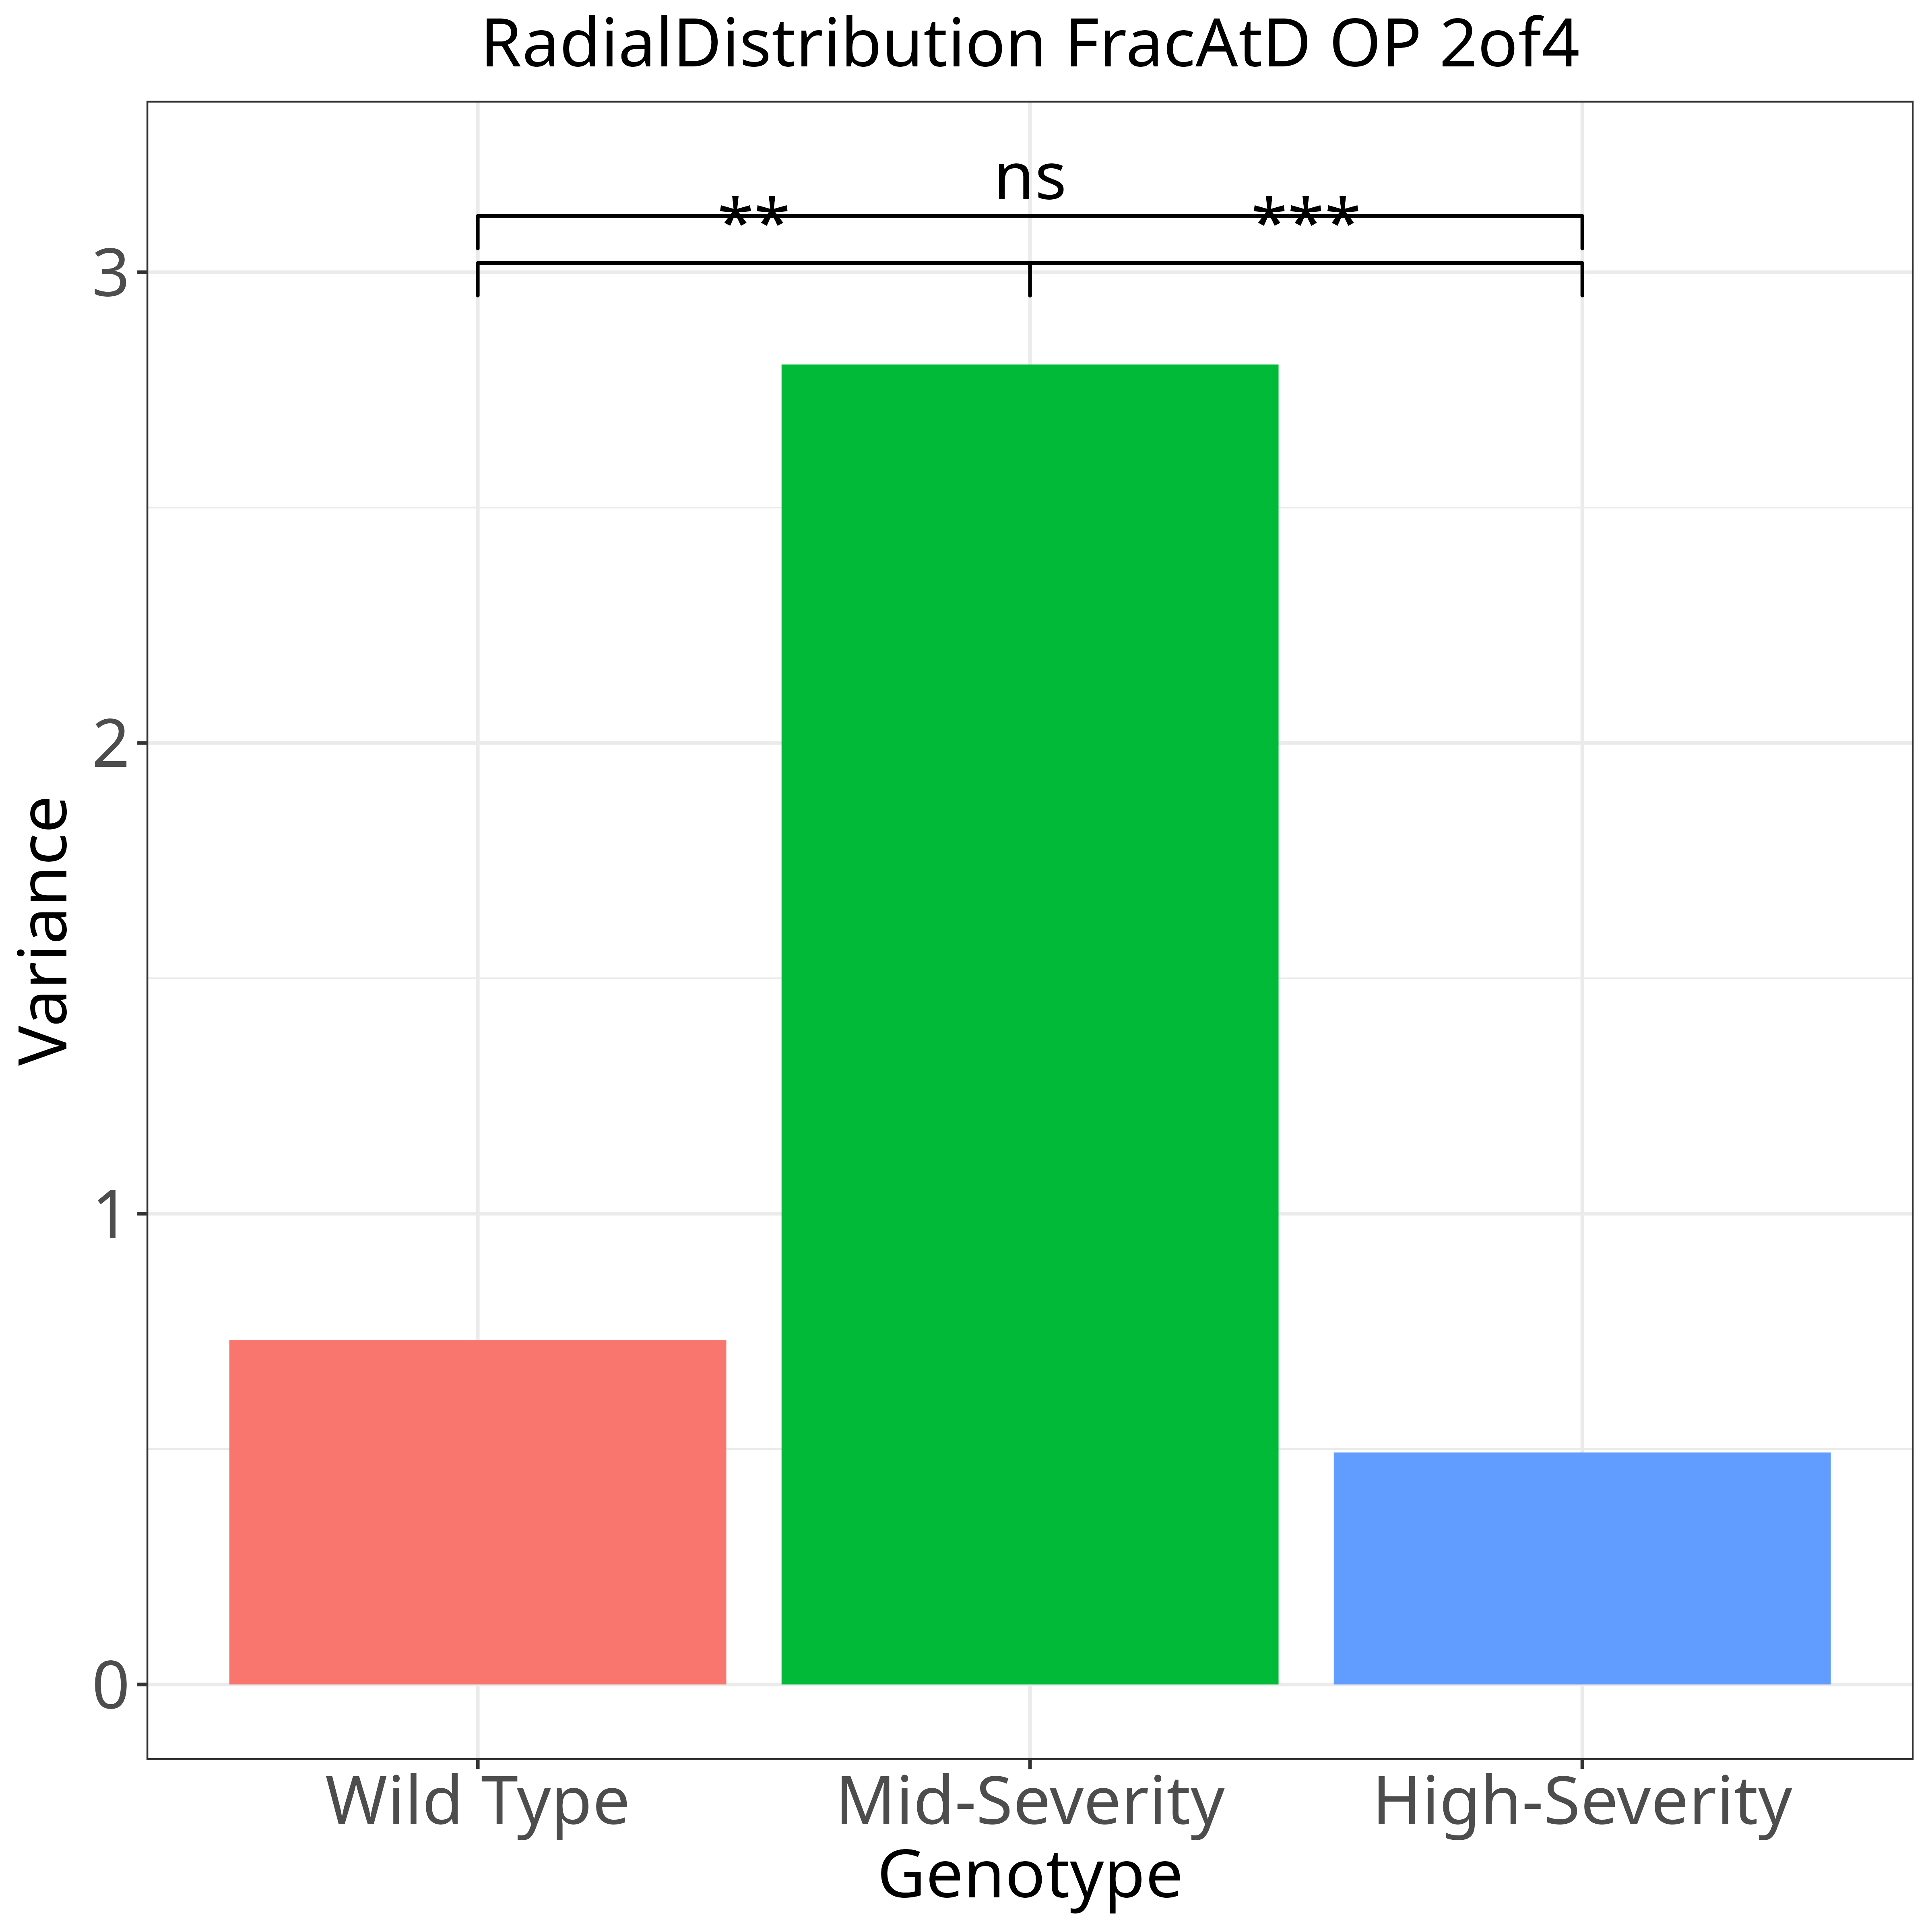 RadialDistribution FracAtD OP 2of4
ns
** ***
3
2
1
0
Variance
Wild Type Mid-Severity High-Severity
Genotype